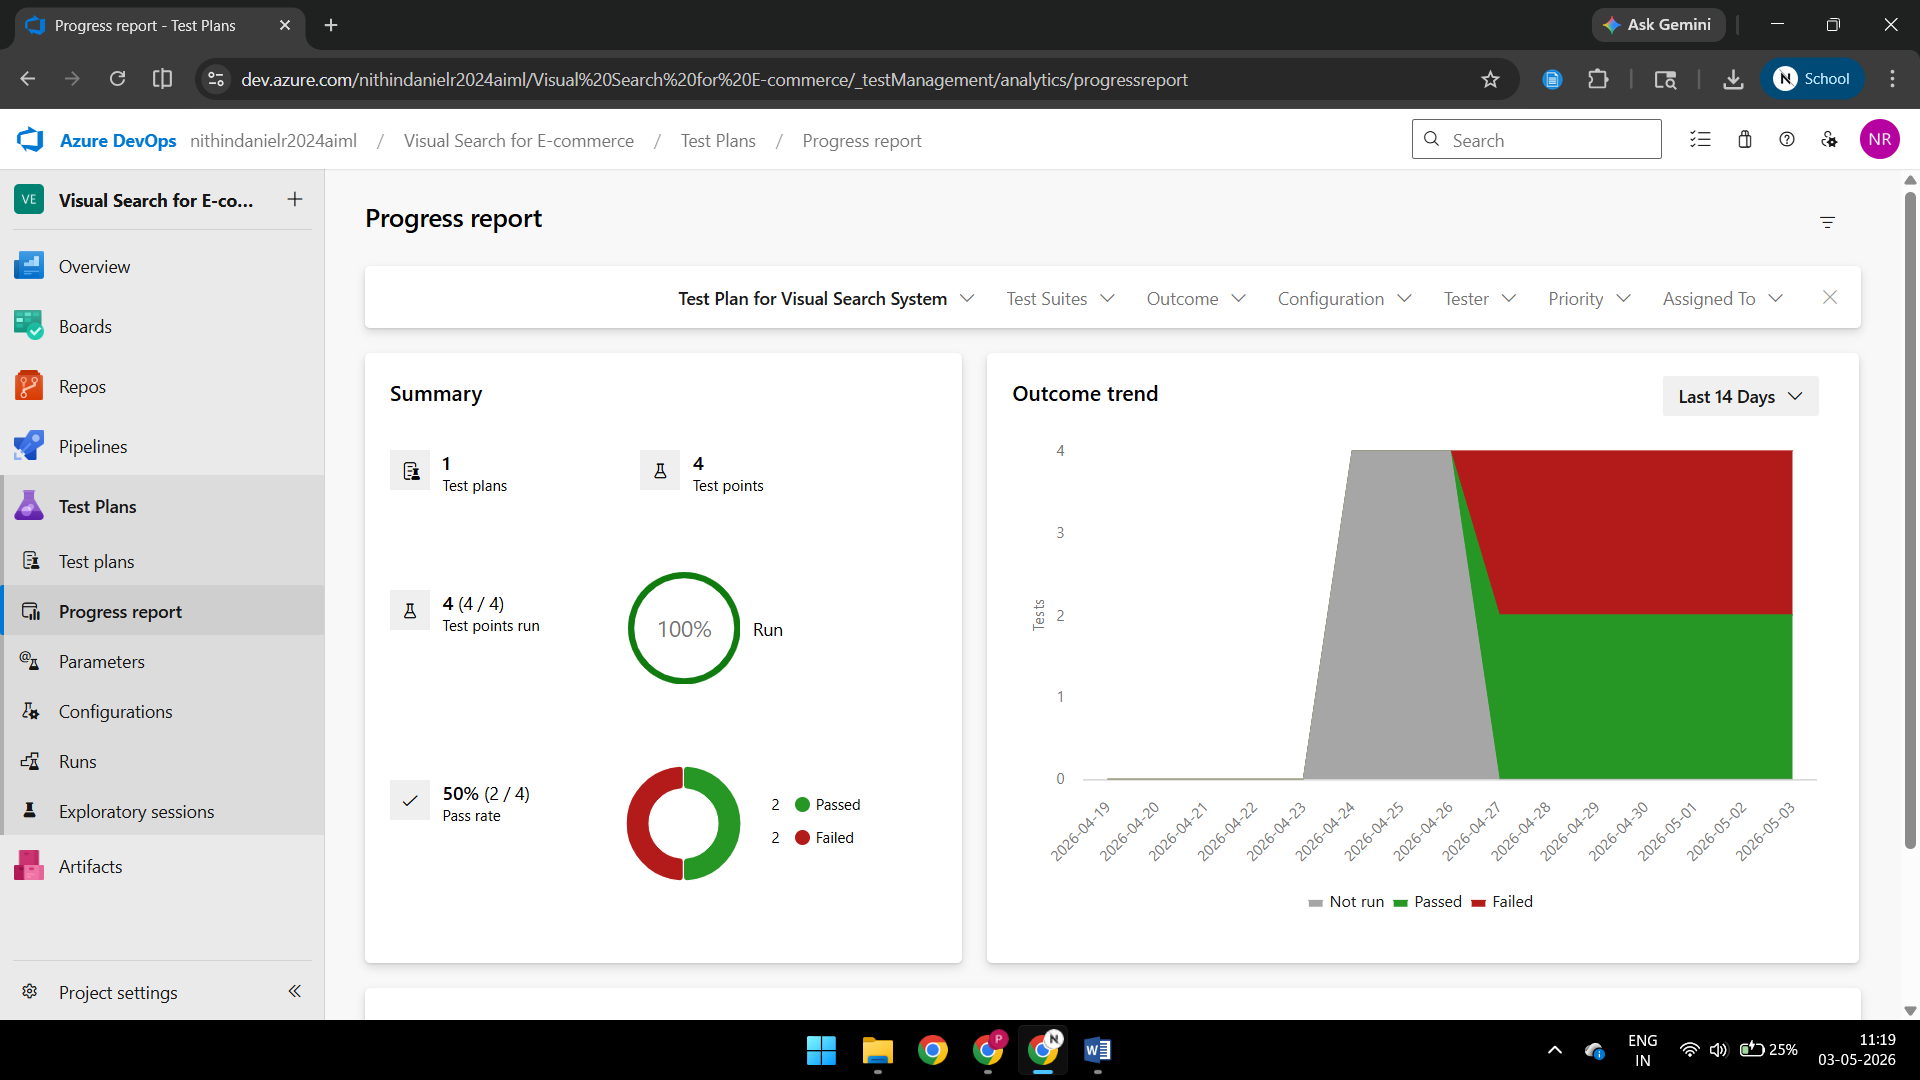 Progress report - Test Plans
Ask Gemini
dev.azure.com/nithindanielr2024aiml/Visual%20Search%20for%20E-commerce/_testManagement/analytics/progressreport
N School
Azure DevOps nithindanielr2024aiml / Visual Search for E-commerce / Test Plans / Progress report
Search
NR
VE Visual Search for E-co...
Overview
Boards
Repos
Pipelines
Test Plans
Test plans
Progress report
Parameters
Configurations
Runs
Exploratory sessions
Artifacts
Project settings
Progress report
Test Plan for Visual Search System Test Suites Outcome Configuration Tester Priority Assigned To
Summary
1
Test plans
4
Test points
4 (4 / 4)
Test points run
100%
Run
50% (2 / 4)
Pass rate
2 Passed
2 Failed
Outcome trend
Last 14 Days
4
3
2
1
0
Tests
2026-04-19
2026-04-20
2026-04-21
2026-04-22
2026-04-23
2026-04-24
2026-04-25
2026-04-26
2026-04-27
2026-04-28
2026-04-29
2026-04-30
2026-05-01
2026-05-02
2026-05-03
Not run Passed Failed
P
N
W
ENG
IN
25%
11:19
03-05-2026